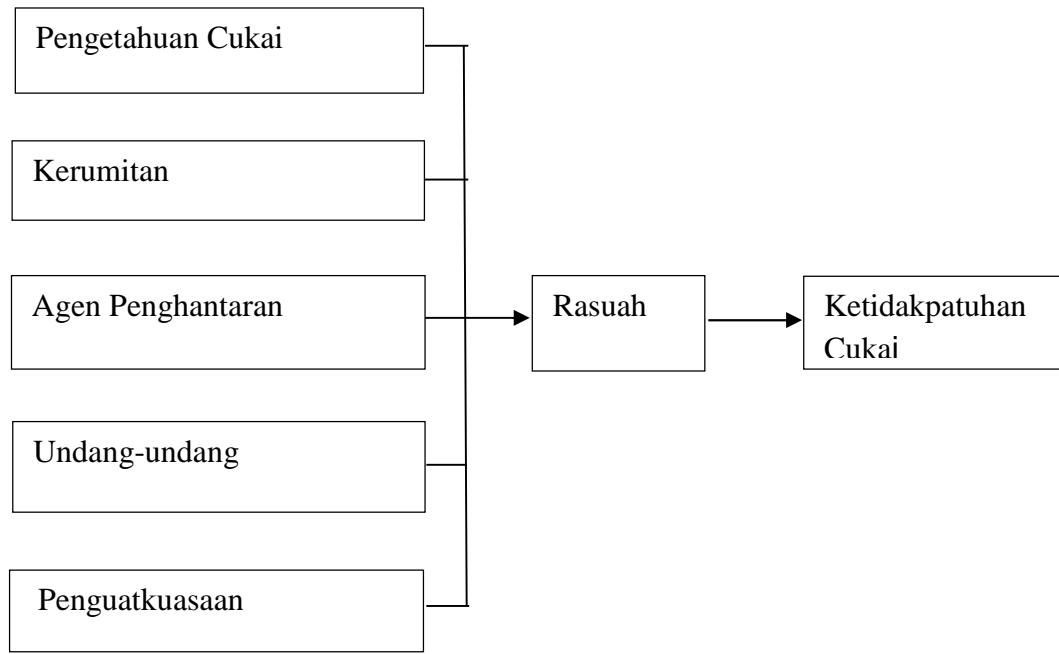 Pengetahuan Cukai
Kerumitan
Agen Penghantaran
Undang-undang
Penguatkuasaan
Rasuah
Ketidakpatuhan
Cukai